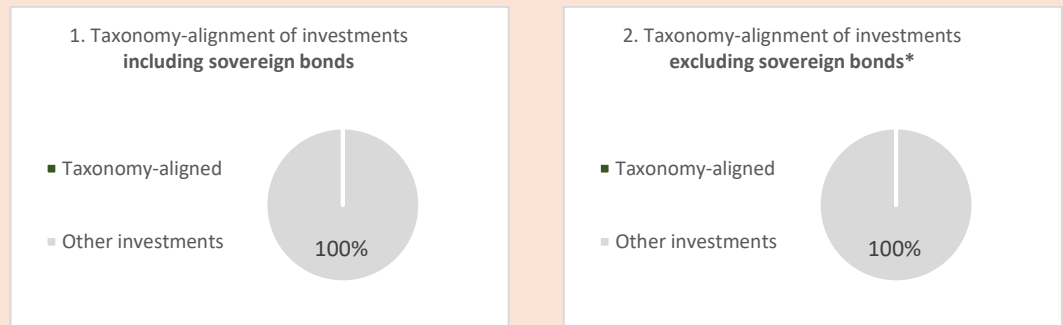 1. Taxonomy-alignment of investments
including sovereign bonds
Taxonomy-aligned
Other investments
100%
2. Taxonomy-alignment of investments
excluding sovereign bonds*
Taxonomy-aligned
Other investments
100%